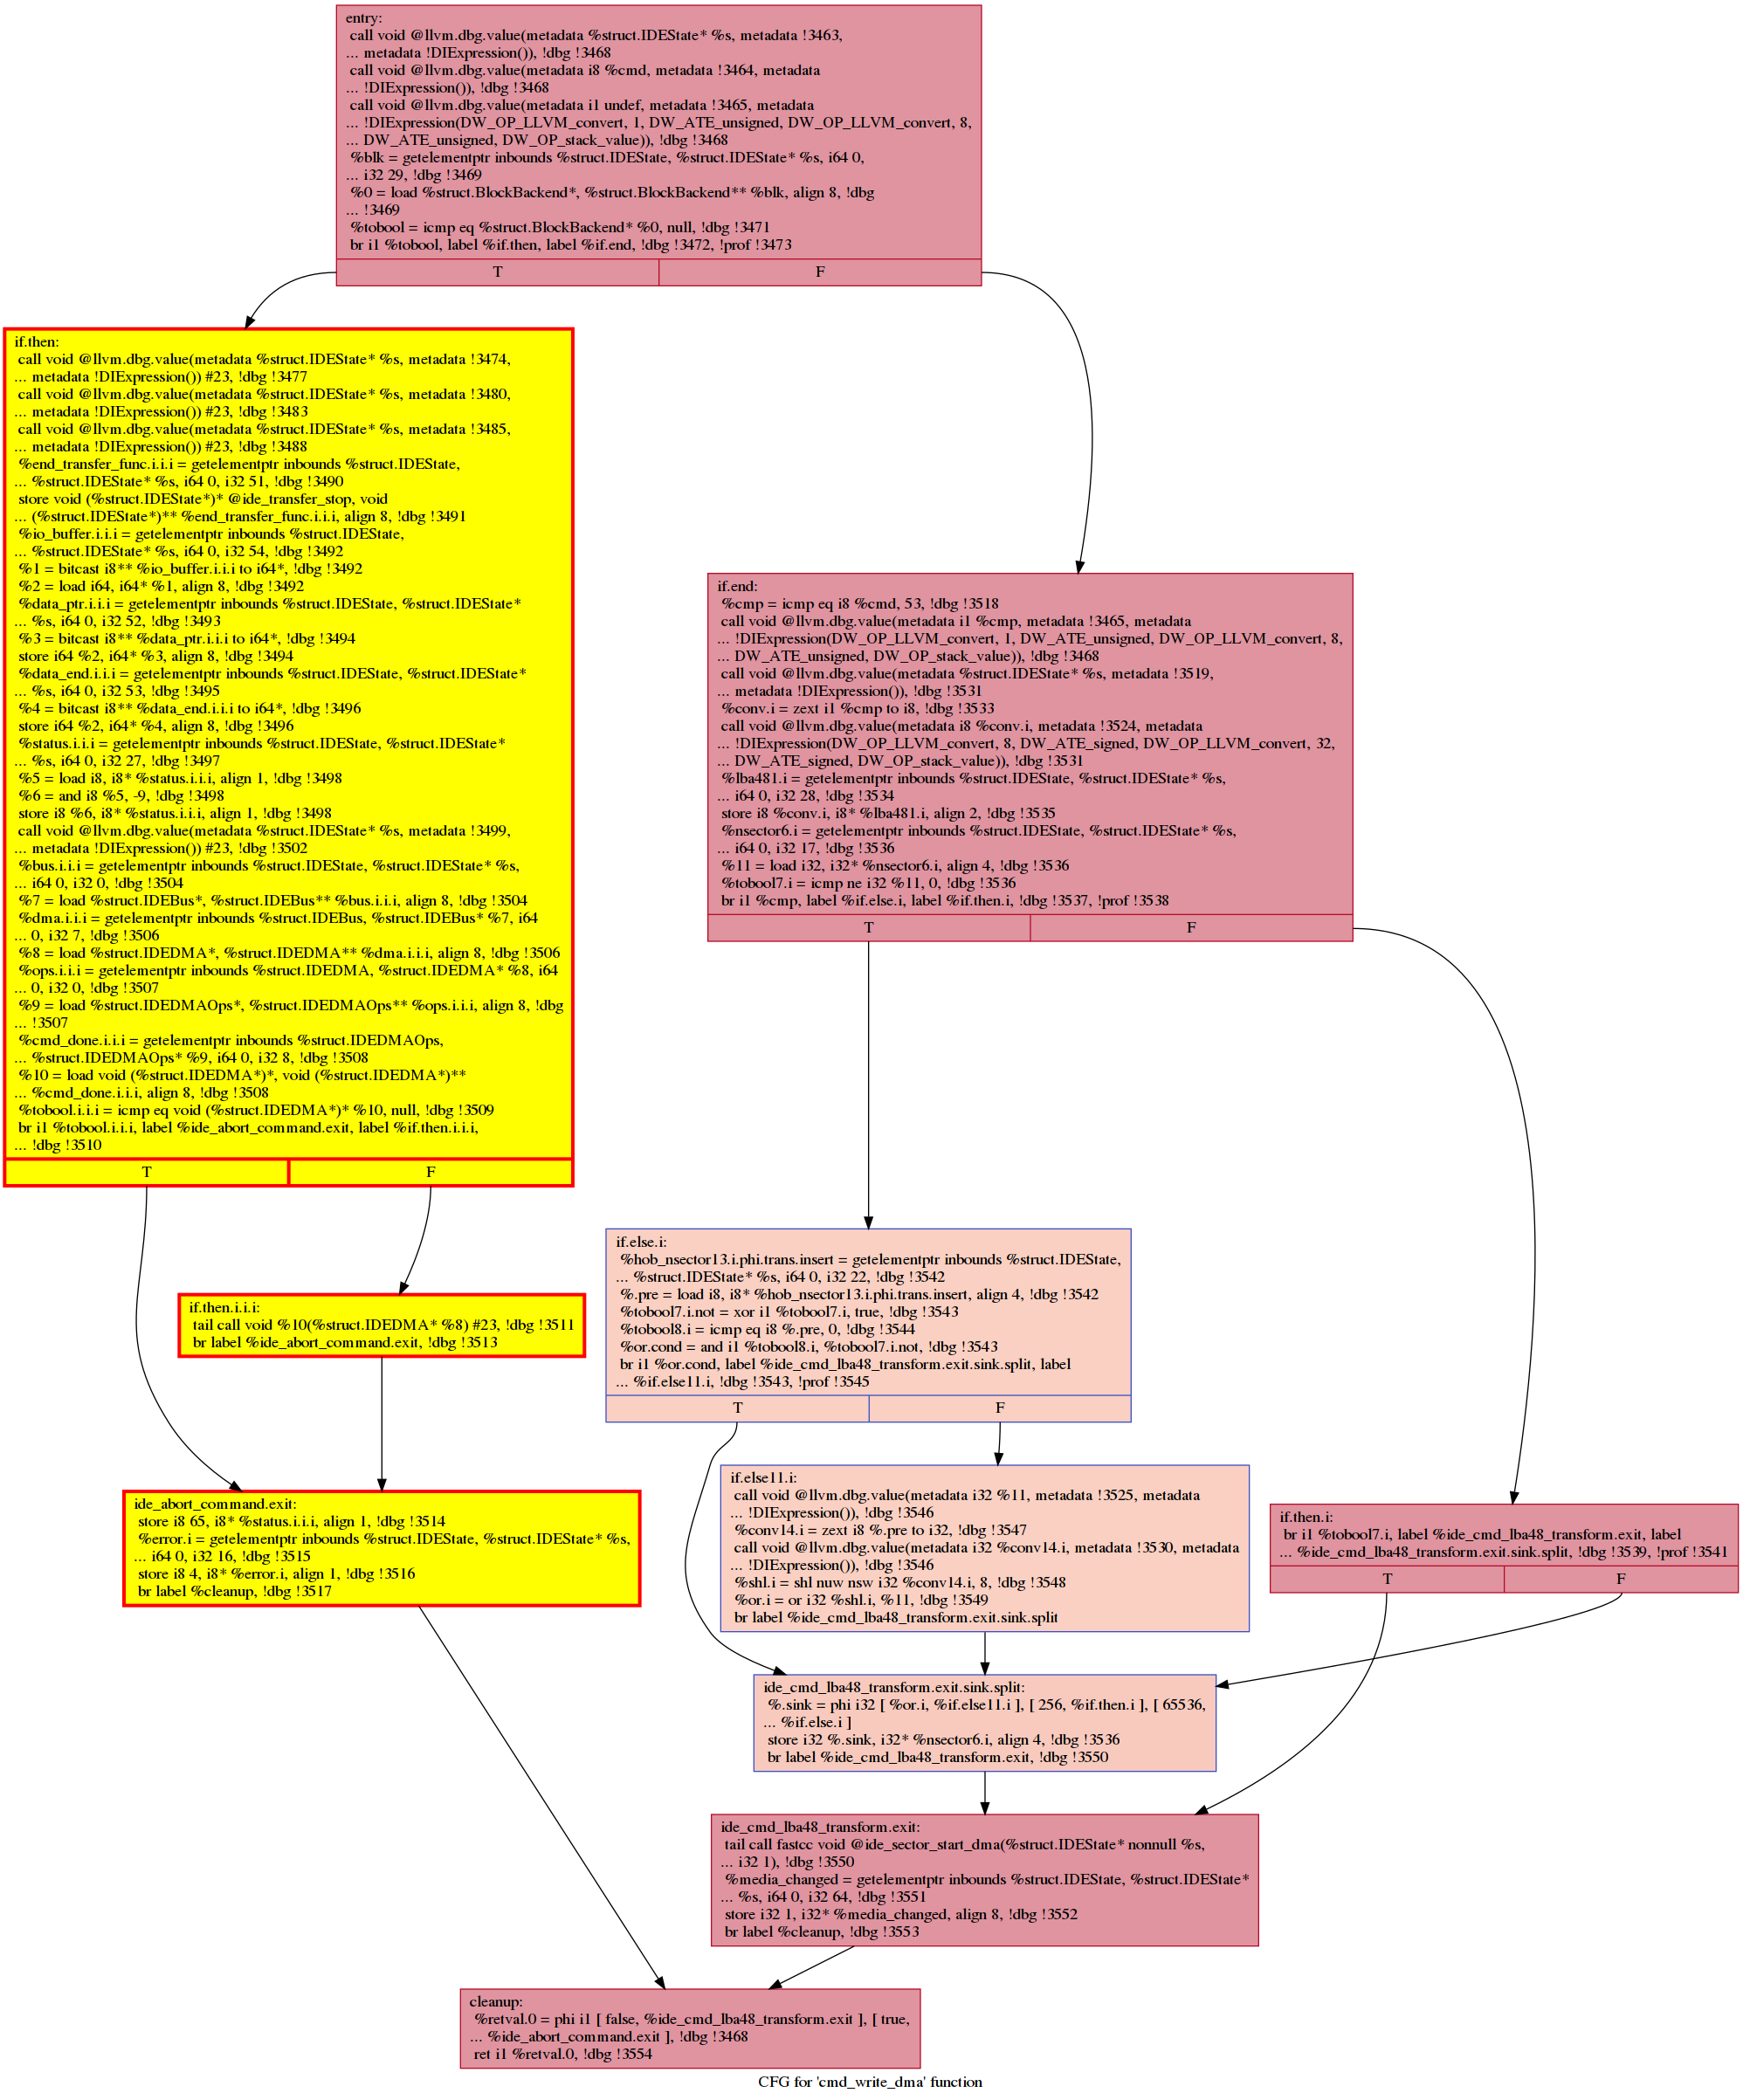 entry:
call void @llvm.dbg.value(metadata %struct.IDEState* %s, metadata !3463,
... metadata !DIExpression()), !dbg !3468
call void @llvm.dbg.value(metadata i8 %cmd, metadata !3464, metadata
... !DIExpression()), !dbg !3468
call void @llvm.dbg.value(metadata i1 undef, metadata !3465, metadata
... !DIExpression(DW_OP_LLVM_convert, 1, DW_ATE_unsigned, DW_OP_LLVM_convert, 8,
... DW_ATE_unsigned, DW_OP_stack_value)), !dbg !3468
%blk = getelementptr inbounds %struct.IDEState, %struct.IDEState* %s, i64 0,
... i32 29, !dbg !3469
%0 = load %struct.BlockBackend*, %struct.BlockBackend** %blk, align 8, !dbg
... !3469
%tobool = icmp eq %struct.BlockBackend* %0, null, !dbg !3471
br i1 %tobool, label %if.then, label %if.end, !dbg !3472, !prof !3473
T F
if.then:
call void @llvm.dbg.value(metadata %struct.IDEState* %s, metadata !3474,
... metadata !DIExpression()) #23, !dbg !3477
call void @llvm.dbg.value(metadata %struct.IDEState* %s, metadata !3480,
... metadata !DIExpression()) #23, !dbg !3483
call void @llvm.dbg.value(metadata %struct.IDEState* %s, metadata !3485,
... metadata !DIExpression()) #23, !dbg !3488
%end_transfer_func.i.i.i = getelementptr inbounds %struct.IDEState,
... %struct.IDEState* %s, i64 0, i32 51, !dbg !3490
store void (%struct.IDEState*)* @ide_transfer_stop, void
... (%struct.IDEState*)** %end_transfer_func.i.i.i, align 8, !dbg !3491
%io_buffer.i.i.i = getelementptr inbounds %struct.IDEState,
... %struct.IDEState* %s, i64 0, i32 54, !dbg !3492
%1 = bitcast i8** %io_buffer.i.i.i to i64*, !dbg !3492
%2 = load i64, i64* %1, align 8, !dbg !3492
%data_ptr.i.i.i = getelementptr inbounds %struct.IDEState, %struct.IDEState*
... %s, i64 0, i32 52, !dbg !3493
%3 = bitcast i8** %data_ptr.i.i.i to i64*, !dbg !3494
store i64 %2, i64* %3, align 8, !dbg !3494
%data_end.i.i.i = getelementptr inbounds %struct.IDEState, %struct.IDEState*
... %s, i64 0, i32 53, !dbg !3495
%4 = bitcast i8** %data_end.i.i.i to i64*, !dbg !3496
store i64 %2, i64* %4, align 8, !dbg !3496
%status.i.i.i = getelementptr inbounds %struct.IDEState, %struct.IDEState*
... %s, i64 0, i32 27, !dbg !3497
%5 = load i8, i8* %status.i.i.i, align 1, !dbg !3498
%6 = and i8 %5, -9, !dbg !3498
store i8 %6, i8* %status.i.i.i, align 1, !dbg !3498
call void @llvm.dbg.value(metadata %struct.IDEState* %s, metadata !3499,
... metadata !DIExpression()) #23, !dbg !3502
%bus.i.i.i = getelementptr inbounds %struct.IDEState, %struct.IDEState* %s,
... i64 0, i32 0, !dbg !3504
%7 = load %struct.IDEBus*, %struct.IDEBus** %bus.i.i.i, align 8, !dbg !3504
%dma.i.i.i = getelementptr inbounds %struct.IDEBus, %struct.IDEBus* %7, i64
... 0, i32 7, !dbg !3506
%8 = load %struct.IDEDMA*, %struct.IDEDMA** %dma.i.i.i, align 8, !dbg !3506
%ops.i.i.i = getelementptr inbounds %struct.IDEDMA, %struct.IDEDMA* %8, i64
... 0, i32 0, !dbg !3507
%9 = load %struct.IDEDMAOps*, %struct.IDEDMAOps** %ops.i.i.i, align 8, !dbg
... !3507
%cmd_done.i.i.i = getelementptr inbounds %struct.IDEDMAOps,
... %struct.IDEDMAOps* %9, i64 0, i32 8, !dbg !3508
%10 = load void (%struct.IDEDMA*)*, void (%struct.IDEDMA*)**
... %cmd_done.i.i.i, align 8, !dbg !3508
%tobool.i.i.i = icmp eq void (%struct.IDEDMA*)* %10, null, !dbg !3509
br i1 %tobool.i.i.i, label %ide_abort_command.exit, label %if.then.i.i.i,
... !dbg !3510
T F
if.end:
%cmp = icmp eq i8 %cmd, 53, !dbg !3518
call void @llvm.dbg.value(metadata i1 %cmp, metadata !3465, metadata
... !DIExpression(DW_OP_LLVM_convert, 1, DW_ATE_unsigned, DW_OP_LLVM_convert, 8,
... DW_ATE_unsigned, DW_OP_stack_value)), !dbg !3468
call void @llvm.dbg.value(metadata %struct.IDEState* %s, metadata !3519,
... metadata !DIExpression()), !dbg !3531
%conv.i = zext i1 %cmp to i8, !dbg !3533
call void @llvm.dbg.value(metadata i8 %conv.i, metadata !3524, metadata
... !DIExpression(DW_OP_LLVM_convert, 8, DW_ATE_signed, DW_OP_LLVM_convert, 32,
... DW_ATE_signed, DW_OP_stack_value)), !dbg !3531
%lba481.i = getelementptr inbounds %struct.IDEState, %struct.IDEState* %s,
... i64 0, i32 28, !dbg !3534
store i8 %conv.i, i8* %lba481.i, align 2, !dbg !3535
%nsector6.i = getelementptr inbounds %struct.IDEState, %struct.IDEState* %s,
... i64 0, i32 17, !dbg !3536
%11 = load i32, i32* %nsector6.i, align 4, !dbg !3536
%tobool7.i = icmp ne i32 %11, 0, !dbg !3536
br i1 %cmp, label %if.else.i, label %if.then.i, !dbg !3537, !prof !3538
T F
if.else.i:
%hob_nsector13.i.phi.trans.insert = getelementptr inbounds %struct.IDEState,
... %struct.IDEState* %s, i64 0, i32 22, !dbg !3542
%.pre = load i8, i8* %hob_nsector13.i.phi.trans.insert, align 4, !dbg !3542
%tobool7.i.not = xor i1 %tobool7.i, true, !dbg !3543
%tobool8.i = icmp eq i8 %.pre, 0, !dbg !3544
%or.cond = and i1 %tobool8.i, %tobool7.i.not, !dbg !3543
br i1 %or.cond, label %ide_cmd_lba48_transform.exit.sink.split, label
... %if.else11.i, !dbg !3543, !prof !3545
T F
if.then.i.i.i:
tail call void %10(%struct.IDEDMA* %8) #23, !dbg !3511
br label %ide_abort_command.exit, !dbg !3513
if.else11.i:
call void @llvm.dbg.value(metadata i32 %11, metadata !3525, metadata
... !DIExpression()), !dbg !3546
%conv14.i = zext i8 %.pre to i32, !dbg !3547
call void @llvm.dbg.value(metadata i32 %conv14.i, metadata !3530, metadata
... !DIExpression()), !dbg !3546
%shl.i = shl nuw nsw i32 %conv14.i, 8, !dbg !3548
%or.i = or i32 %shl.i, %11, !dbg !3549
br label %ide_cmd_lba48_transform.exit.sink.split
if.then.i:
br i1 %tobool7.i, label %ide_cmd_lba48_transform.exit, label
... %ide_cmd_lba48_transform.exit.sink.split, !dbg !3539, !prof !3541
T F
ide_abort_command.exit:
store i8 65, i8* %status.i.i.i, align 1, !dbg !3514
%error.i = getelementptr inbounds %struct.IDEState, %struct.IDEState* %s,
... i64 0, i32 16, !dbg !3515
store i8 4, i8* %error.i, align 1, !dbg !3516
br label %cleanup, !dbg !3517
ide_cmd_lba48_transform.exit.sink.split:
%.sink = phi i32 [ %or.i, %if.else11.i ], [ 256, %if.then.i ], [ 65536,
... %if.else.i ]
store i32 %.sink, i32* %nsector6.i, align 4, !dbg !3536
br label %ide_cmd_lba48_transform.exit, !dbg !3550
ide_cmd_lba48_transform.exit:
tail call fastcc void @ide_sector_start_dma(%struct.IDEState* nonnull %s,
... i32 1), !dbg !3550
%media_changed = getelementptr inbounds %struct.IDEState, %struct.IDEState*
... %s, i64 0, i32 64, !dbg !3551
store i32 1, i32* %media_changed, align 8, !dbg !3552
br label %cleanup, !dbg !3553
cleanup:
%retval.0 = phi i1 [ false, %ide_cmd_lba48_transform.exit ], [ true,
... %ide_abort_command.exit ], !dbg !3468
ret i1 %retval.0, !dbg !3554
CFG for 'cmd_write_dma' function